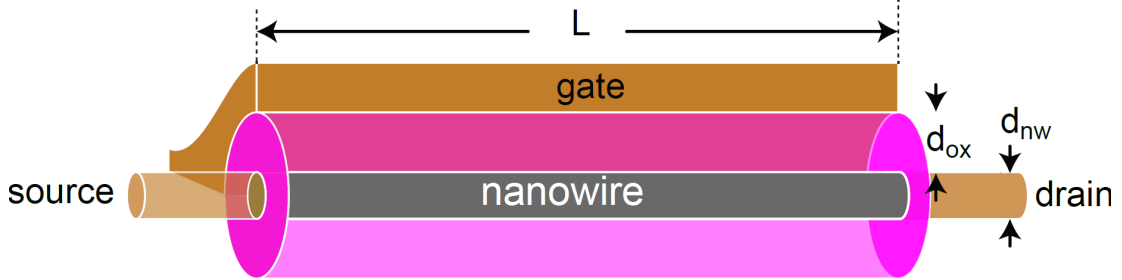 L
gate
d_ox
d_nw
source
nanowire
drain